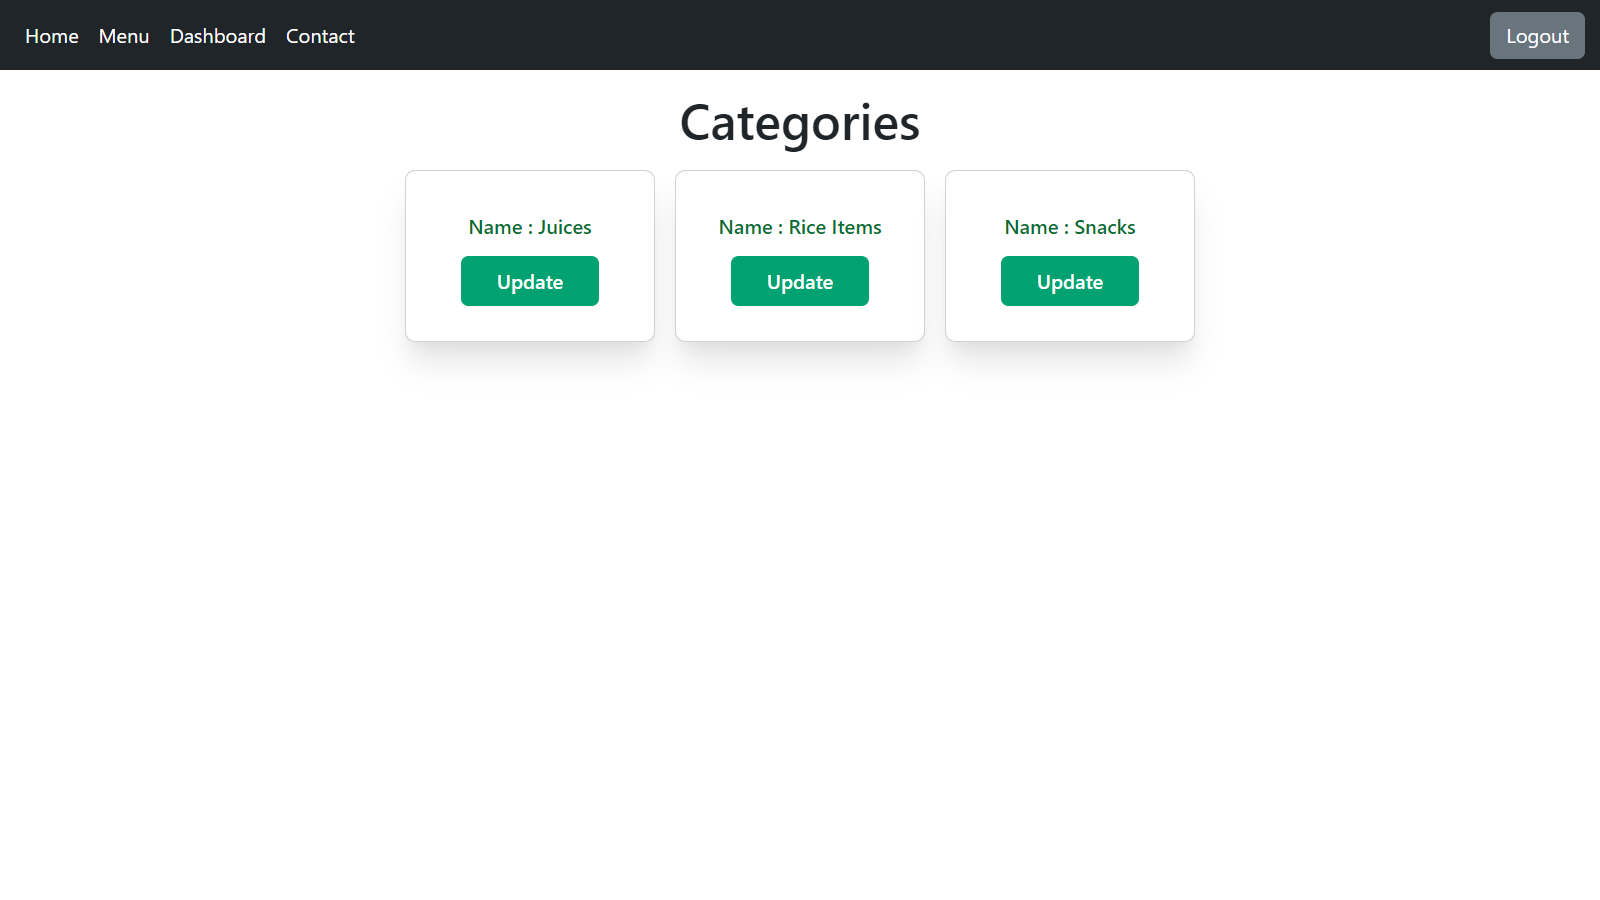 Home Menu Dashboard Contact Logout
Categories
Name : Juices
Update
Name : Rice Items
Update
Name : Snacks
Update